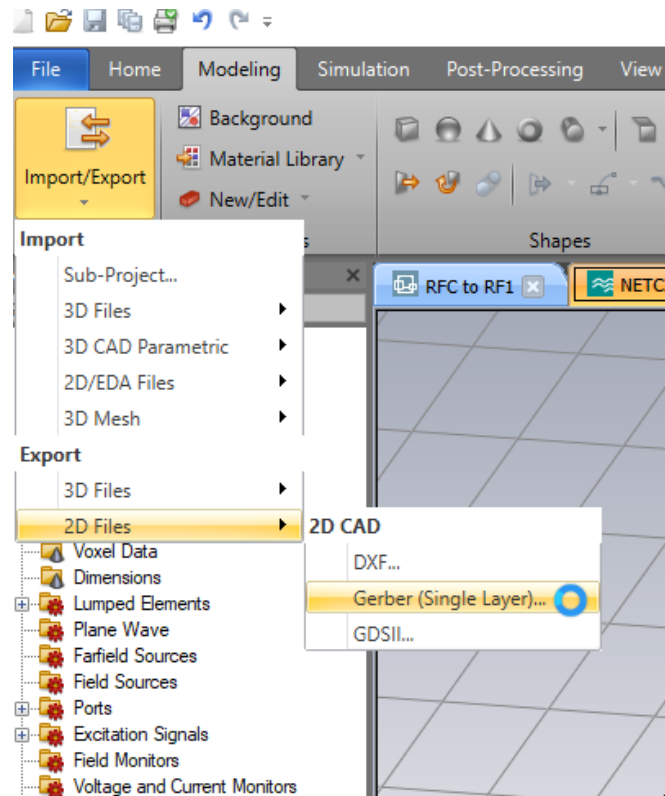 File Home Modeling Simulation Post-Processing View
Import/Export
Background
Material Library
New/Edit
Shapes
Import
Sub-Project...
3D Files
3D CAD Parametric
2D/EDA Files
3D Mesh
Export
3D Files
2D Files
RFC to RF1
NETC
2D CAD
DXF...
Gerber (Single Layer)...
GDSII...
Voxel Data
Dimensions
Lumped Elements
Plane Wave
Farfield Sources
Field Sources
Ports
Excitation Signals
Field Monitors
Voltage and Current Monitors